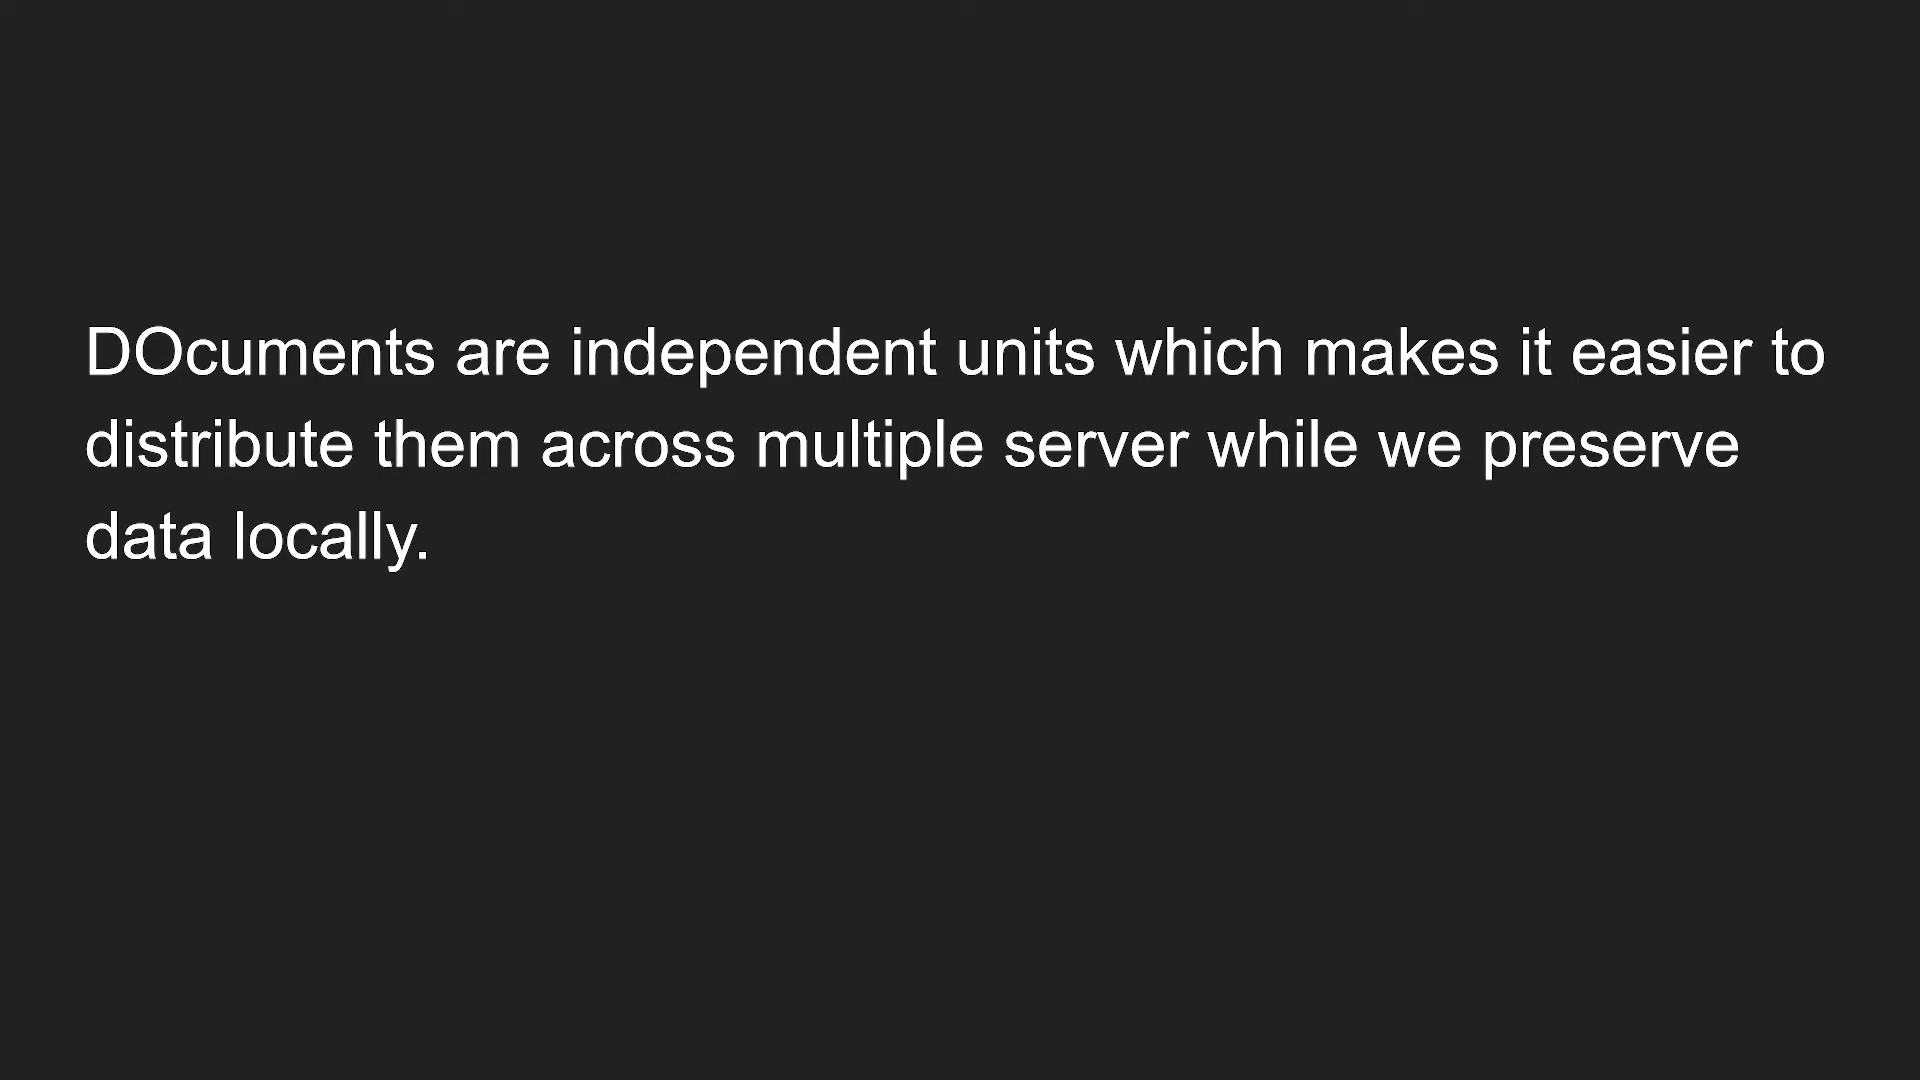 DOcuments are independent units which makes it easier to
distribute them across multiple server while we preserve
data locally.